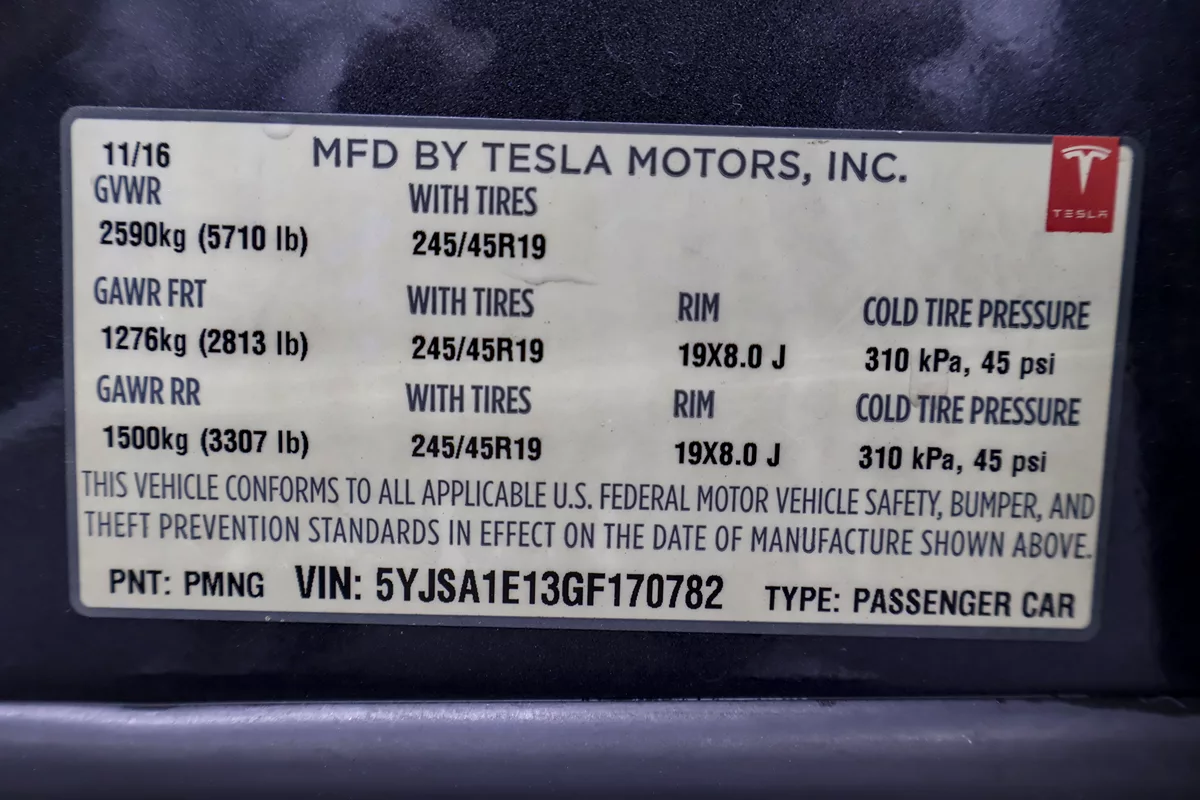 11/16 MFD BY TESLA MOTORS, INC.
TESLA
GVWR WITH TIRES
2590kg (5710 lb) 245/45R19
GAWR FRT WITH TIRES RIM COLD TIRE PRESSURE
1276kg (2813 lb) 245/45R19 19X8.0 J 310 kPa, 45 psi
GAWR RR WITH TIRES RIM COLD TIRE PRESSURE
1500kg (3307 lb) 245/45R19 19X8.0 J 310 kPa, 45 psi
THIS VEHICLE CONFORMS TO ALL APPLICABLE U.S. FEDERAL MOTOR VEHICLE SAFETY, BUMPER, AND
THEFT PREVENTION STANDARDS IN EFFECT ON THE DATE OF MANUFACTURE SHOWN ABOVE.
PNT: PMNG VIN: 5YJSA1E13GF170782 TYPE: PASSENGER CAR